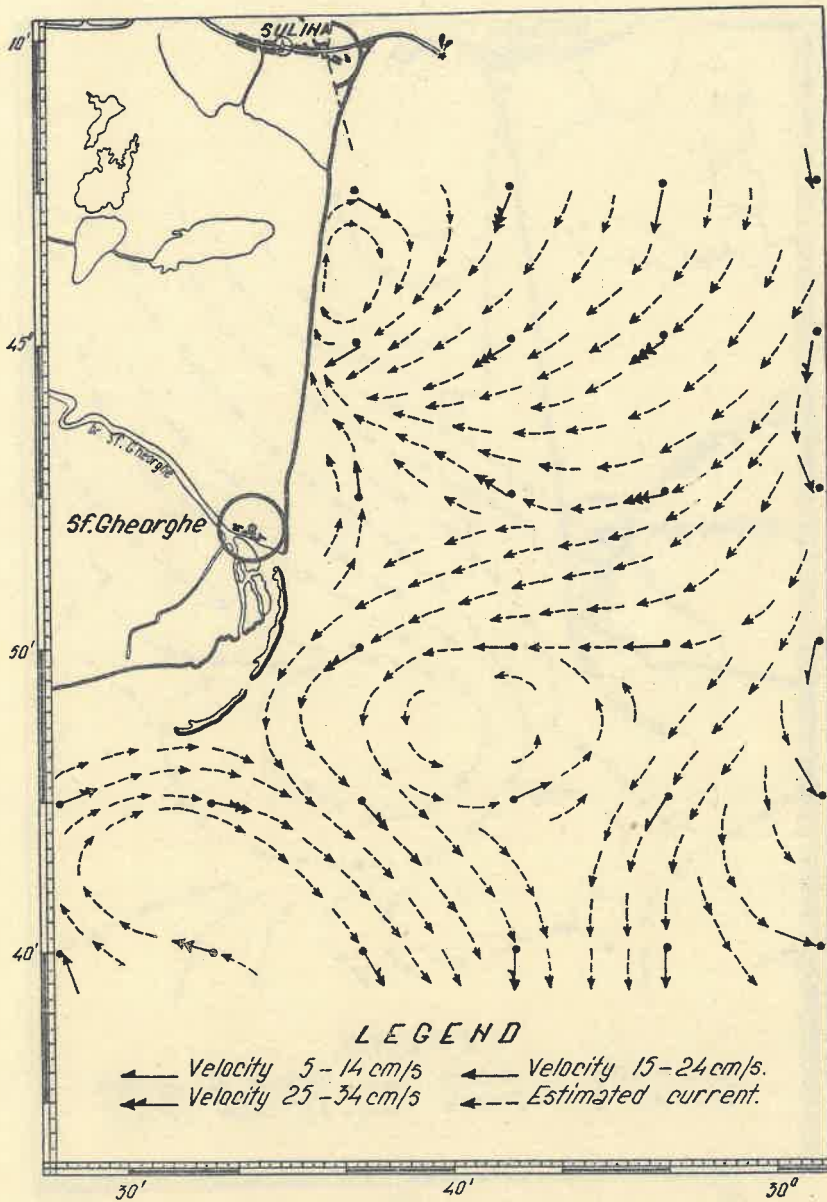 SULINA
10'
45'
Br. Sf. Gheorghe
Sf. Gheorghe
50'
40'
LEGEND
Velocity 5-14 cm/s
Velocity 15-24 cm/s.
Velocity 25-34 cm/s
Estimated current.
30'
40'
30°